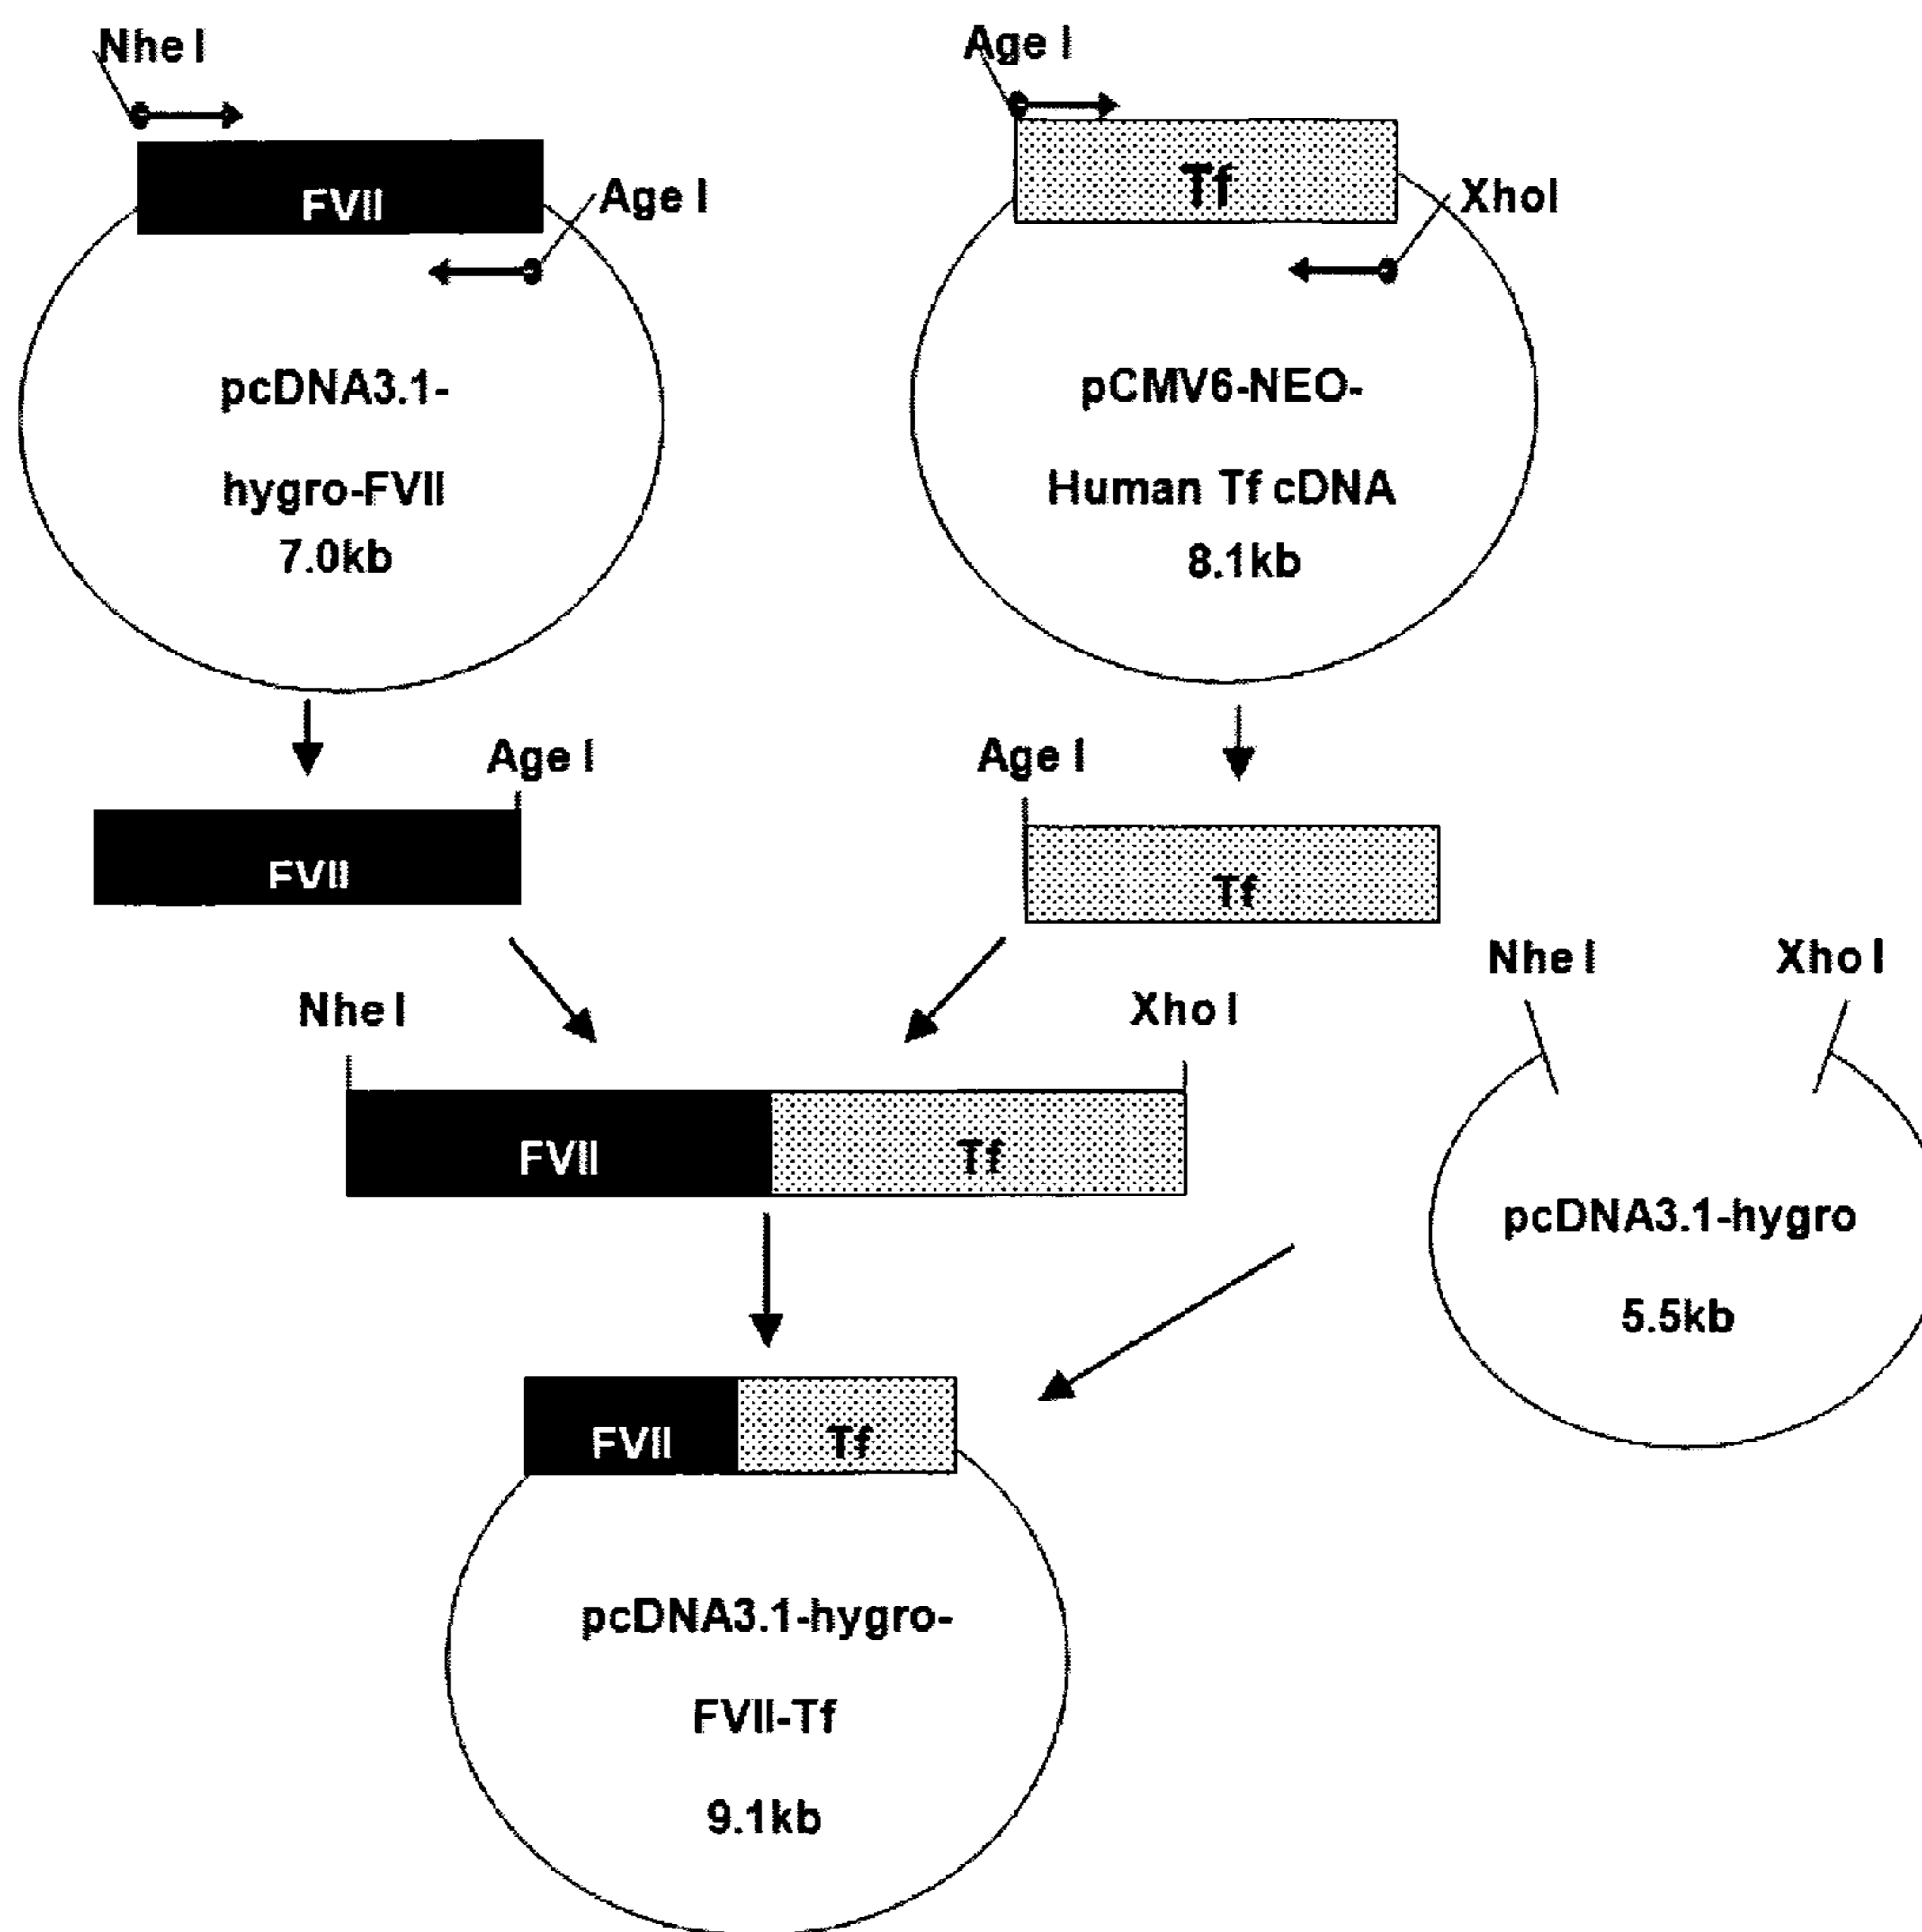 Nhe I
Age I
FVII
Age I
Tf
XhoI
pcDNA3.1-
hygro-FVII
7.0kb
pCMV6-NEO-
Human Tf cDNA
8.1kb
Age I
Age I
FVII
Tf
Nhe I
Xho I
Nhe I
Xho I
FVII
Tf
pcDNA3.1-hygro
5.5kb
FVII
Tf
pcDNA3.1-hygro-
FVII-Tf
9.1kb